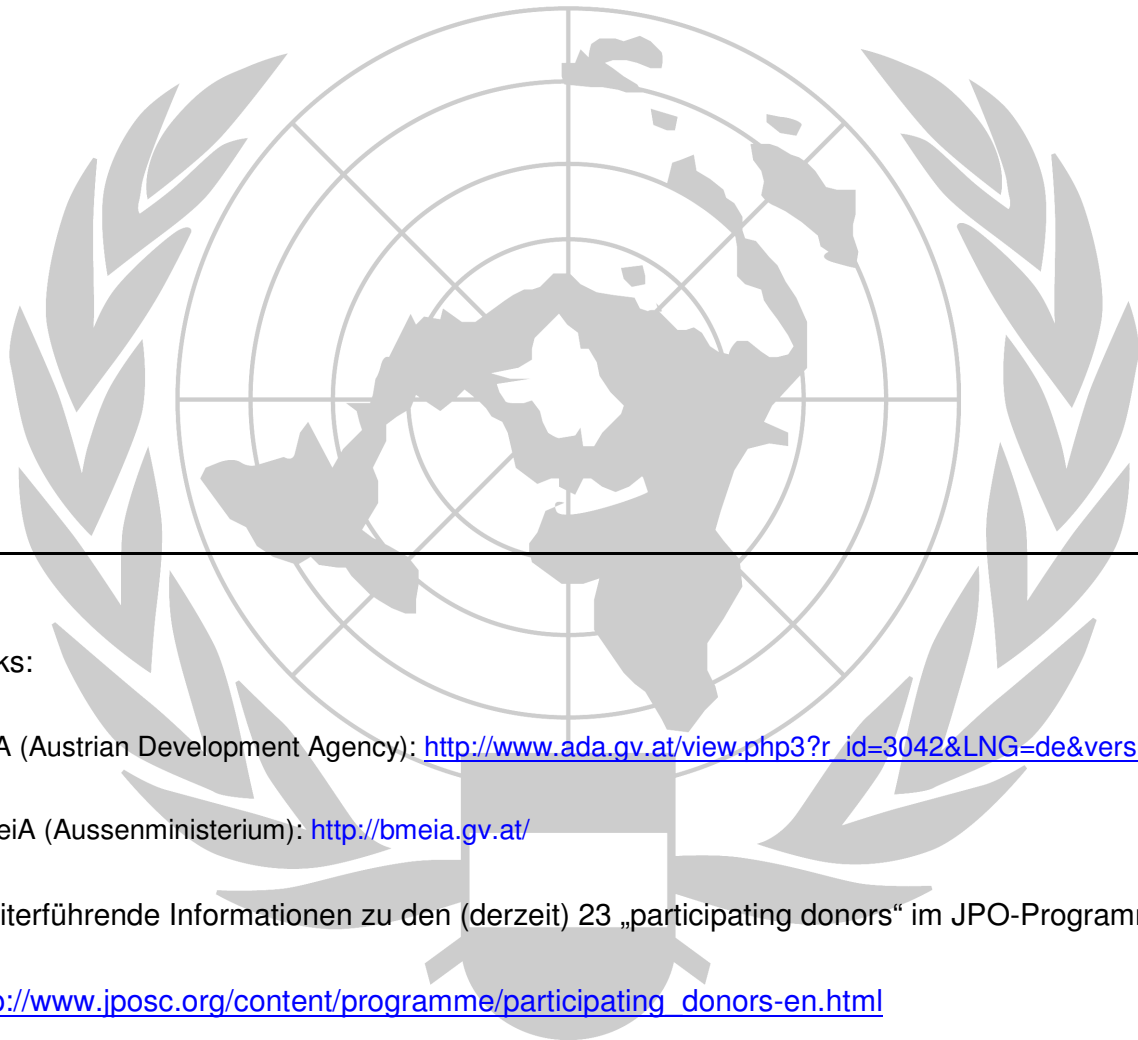 ks:
A (Austrian Development Agency): http://www.ada.gv.at/view.php3?r_id=3042&LNG=de&vers
eiA (Aussenministerium): http://bmeia.gv.at/
iterführende Informationen zu den (derzeit) 23 „participating donors“ im JPO-Program
p://www.jposc.org/content/programme/participating_donors-en.html